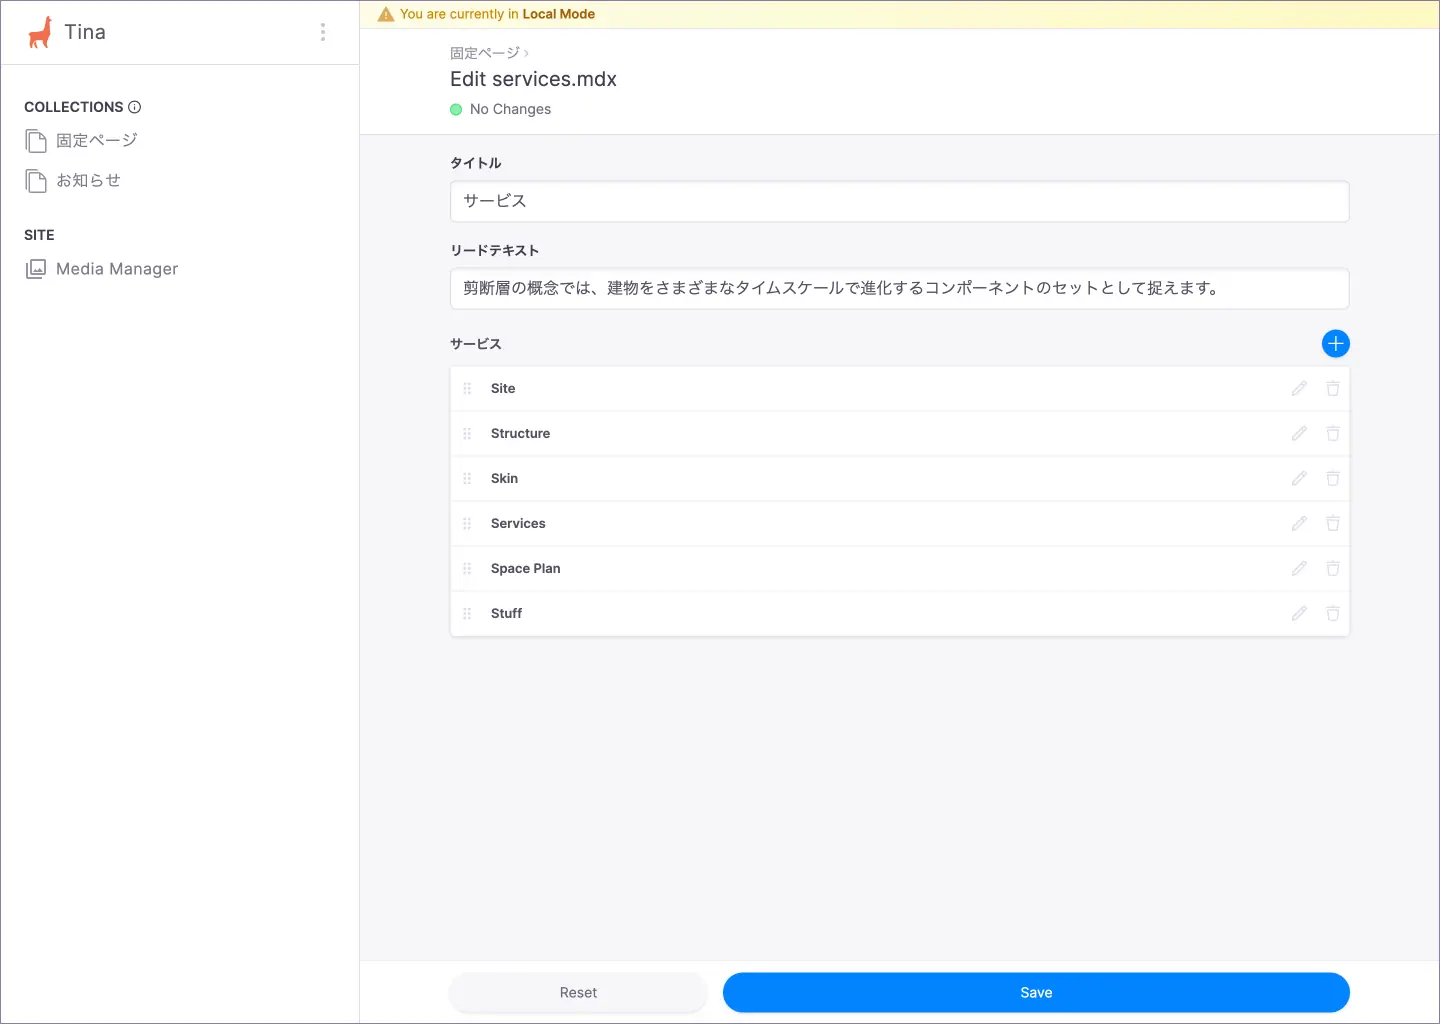 Tina
COLLECTIONS
固定ページ
お知らせ
SITE
Media Manager
You are currently in Local Mode
固定ページ ›
Edit services.mdx
No Changes
タイトル
サービス
リードテキスト
剪断層の概念では、建物をさまざまなタイムスケールで進化するコンポーネントのセットとして捉えます。
サービス
Site
Structure
Skin
Services
Space Plan
Stuff
Reset
Save